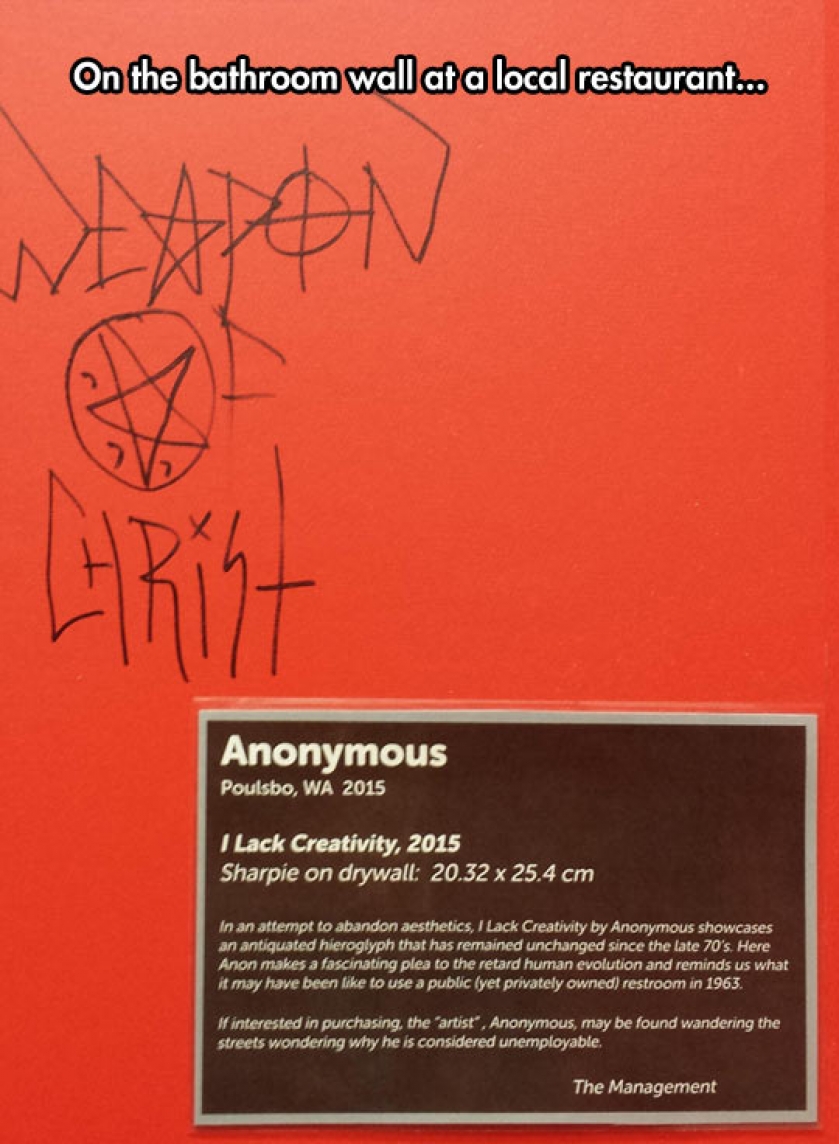 On the bathroom wall at a local restaurant...
WEAPON
OF
CHRiST
Anonymous
Poulsbo, WA 2015
I Lack Creativity, 2015
Sharpie on drywall: 20.32 x 25.4 cm
In an attempt to abandon aesthetics, I Lack Creativity by Anonymous showcases
an antiquated hieroglyph that has remained unchanged since the late 70's. Here
Anon makes a fascinating plea to the retard human evolution and reminds us what
it may have been like to use a public (yet privately owned) restroom in 1963.
If interested in purchasing, the "artist" , Anonymous, may be found wandering the
streets wondering why he is considered unemployable.
The Management